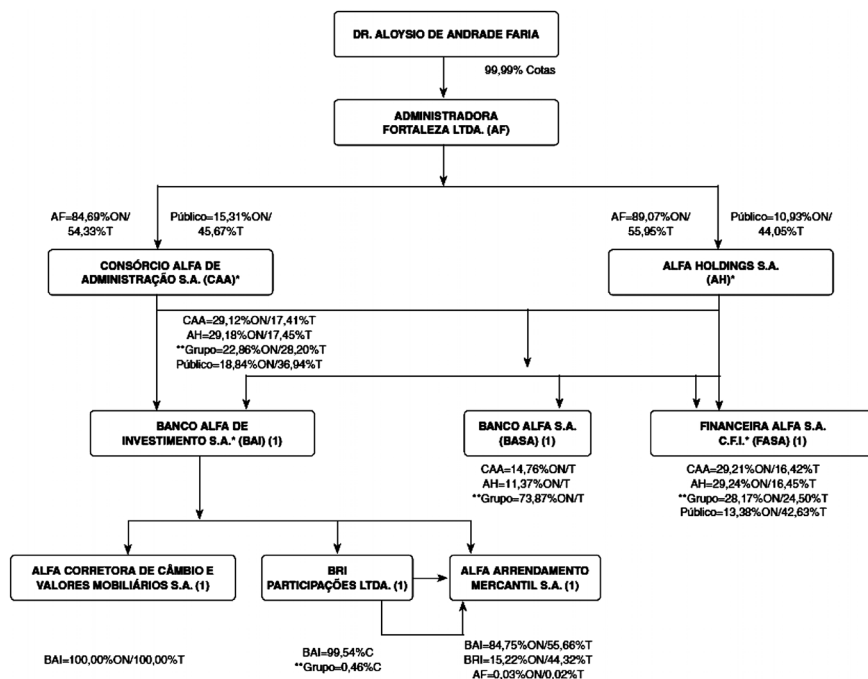 DR. ALOYSIO DE ANDRADE FARIA
99,99% Cotas
ADMINISTRADORA
FORTALEZA LTDA. (AF)
AF=84,69%ON/
54,33%T
Público=15,31%ON/
45,67%T
AF=89,07%ON/
55,95%T
Público=10,93%ON/
44,05%T
CONSÓRCIO ALFA DE
ADMINISTRAÇÃO S.A. (CAA)*
ALFA HOLDINGS S.A.
(AH)*
CAA=29,12%ON/17,41%T
AH=29,18%ON/17,45%T
**Grupo=22,86%ON/28,20%T
Público=18,84%ON/36,94%T
BANCO ALFA DE
INVESTIMENTO S.A.* (BAI) (1)
BANCO ALFA S.A.
(BASA) (1)
FINANCEIRA ALFA S.A.
C.F.I.* (FASA) (1)
CAA=14,76%ON/T
AH=11,37%ON/T
**Grupo=73,87%ON/T
CAA=29,21%ON/16,42%T
AH=29,24%ON/16,45%T
**Grupo=28,17%ON/24,50%T
Público=13,38%ON/42,63%T
ALFA CORRETORA DE CÂMBIO E
VALORES MOBILIÁRIOS S.A. (1)
BRI
PARTICIPAÇÕES LTDA. (1)
ALFA ARRENDAMENTO
MERCANTIL S.A. (1)
BAI=100,00%ON/100,00%T
BAI=99,54%C
**Grupo=0,46%C
BAI=84,75%ON/55,66%T
BRI=15,22%ON/44,32%T
AF=0,03%ON/0,02%T